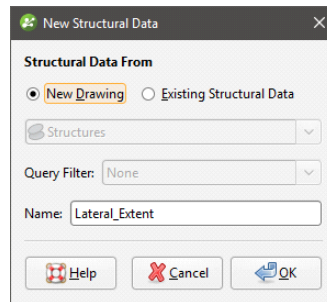 New Structural Data
Structural Data From
New Drawing Existing Structural Data
Structures
Query Filter: None
Name: Lateral_Extent
Help Cancel OK